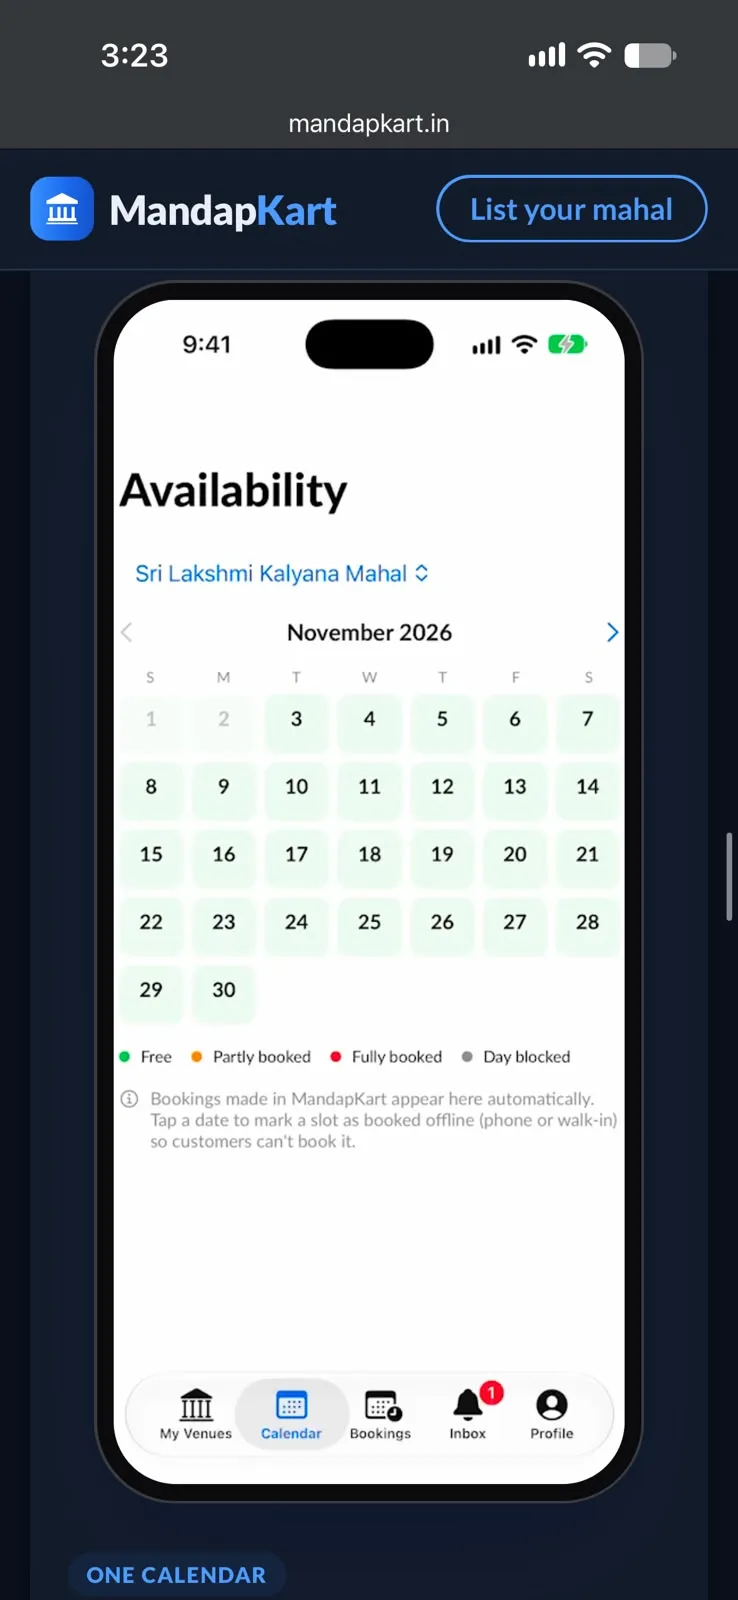 3:23
mandapkart.in
MandapKart
List your mahal
9:41
Availability
Sri Lakshmi Kalyana Mahal
November 2026
S M T W T F S
1 2 3 4 5 6 7
8 9 10 11 12 13 14
15 16 17 18 19 20 21
22 23 24 25 26 27 28
29 30
Free Partly booked Fully booked Day blocked
Bookings made in MandapKart appear here automatically.
Tap a date to mark a slot as booked offline (phone or walk-in)
so customers can't book it.
1
My Venues Calendar Bookings Inbox Profile
ONE CALENDAR